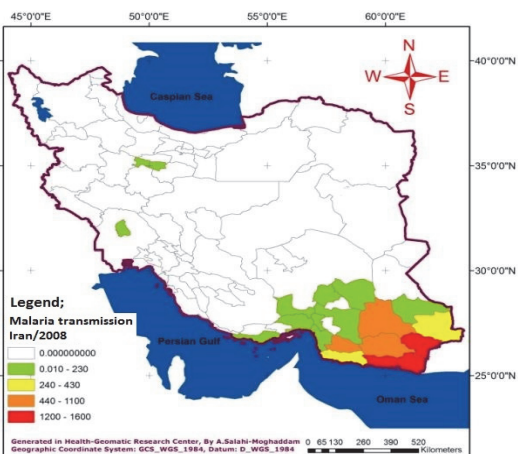 45°0'0"E 50°0'0"E 55°0'0"E 60°0'0"E
N
W E
S
40°0'0"N
Caspian Sea
35°0'0"N
30°0'0"N
Legend;
Malaria transmission
Iran/2008
0.000000000
0.010 - 230
240 - 430
440 - 1100
1200 - 1600
Persian Gulf
25°0'0"N
Oman Sea
Generated in Health-Geomatic Research Center, By A.Salahi-Moghaddam
Geographic Coordinate System: GCS_WGS_1984, Datum: D_WGS_1984
0 65 130 260 390 520
Kilometers